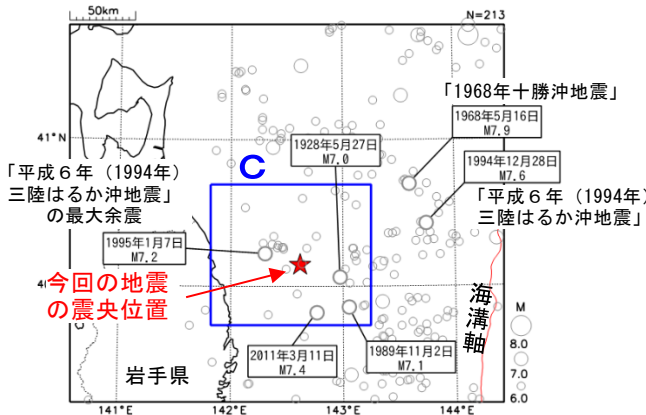 50km
N=213
41°N
40°
「1968年十勝沖地震」
1968年5月16日
M7.9
1928年5月27日
M7.0
1994年12月28日
M7.6
「平成６年（1994年）
三陸はるか沖地震」
の最大余震
C
「平成６年（1994年）
三陸はるか沖地震」
1995年1月7日
M7.2
今回の地震
の震央位置
海溝軸
2011年3月11日
M7.4
1989年11月2日
M7.1
岩手県
M
8.0
7.0
6.0
141°E
142°E
143°E
144°E